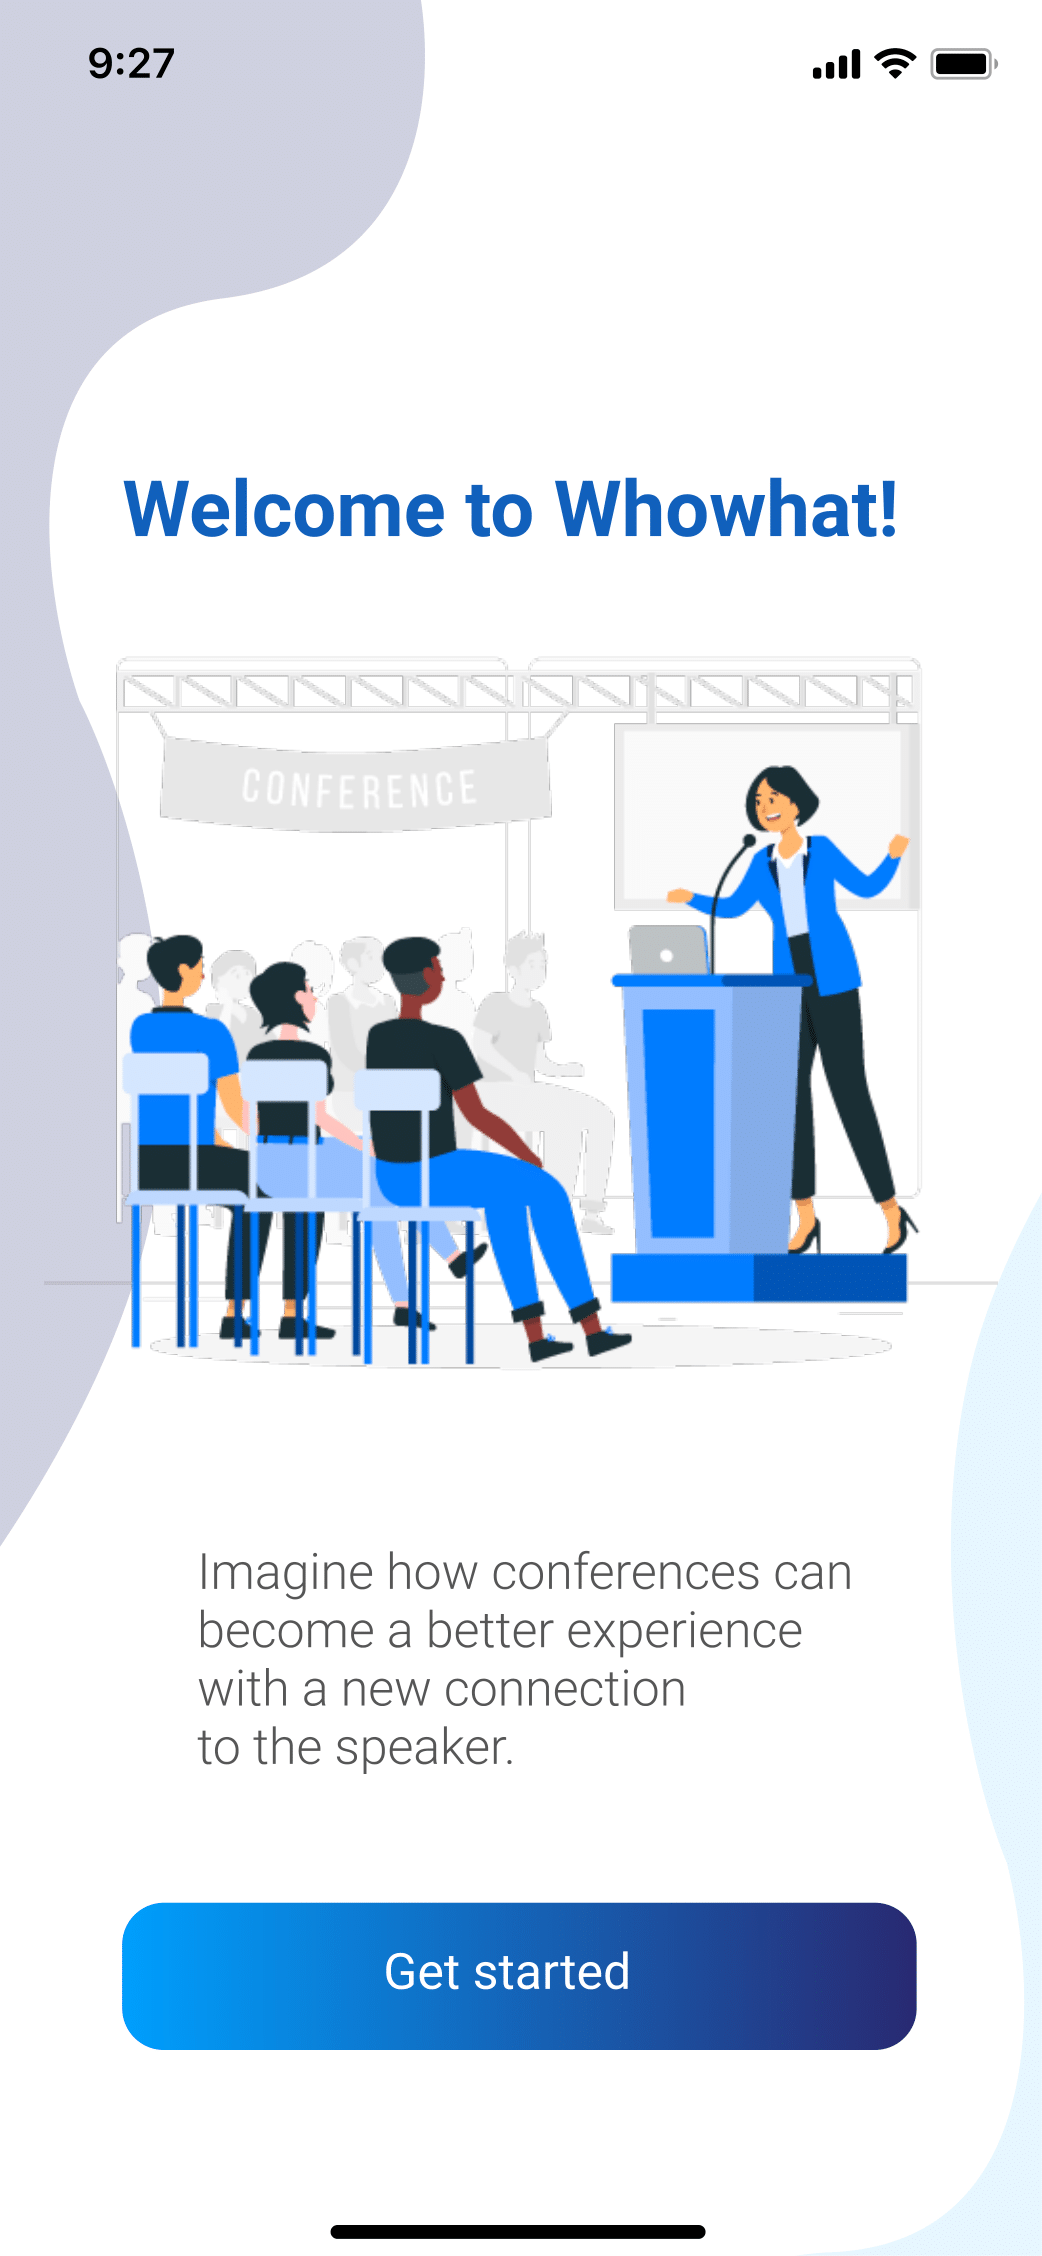 9:27
Welcome to Whowhat!
CONFERENCE
Imagine how conferences can
become a better experience
with a new connection
to the speaker.
Get started